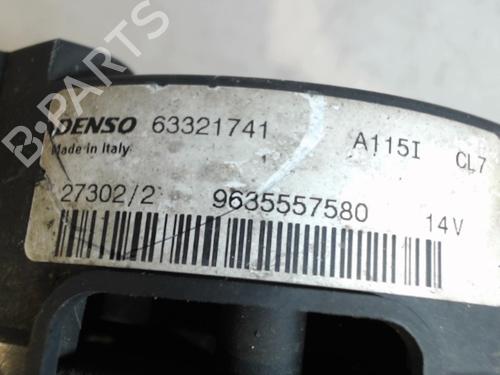 DENSO 63321741 A115I CL7
Made in Italy
27302/2 9635557580 14V
B-PARTS